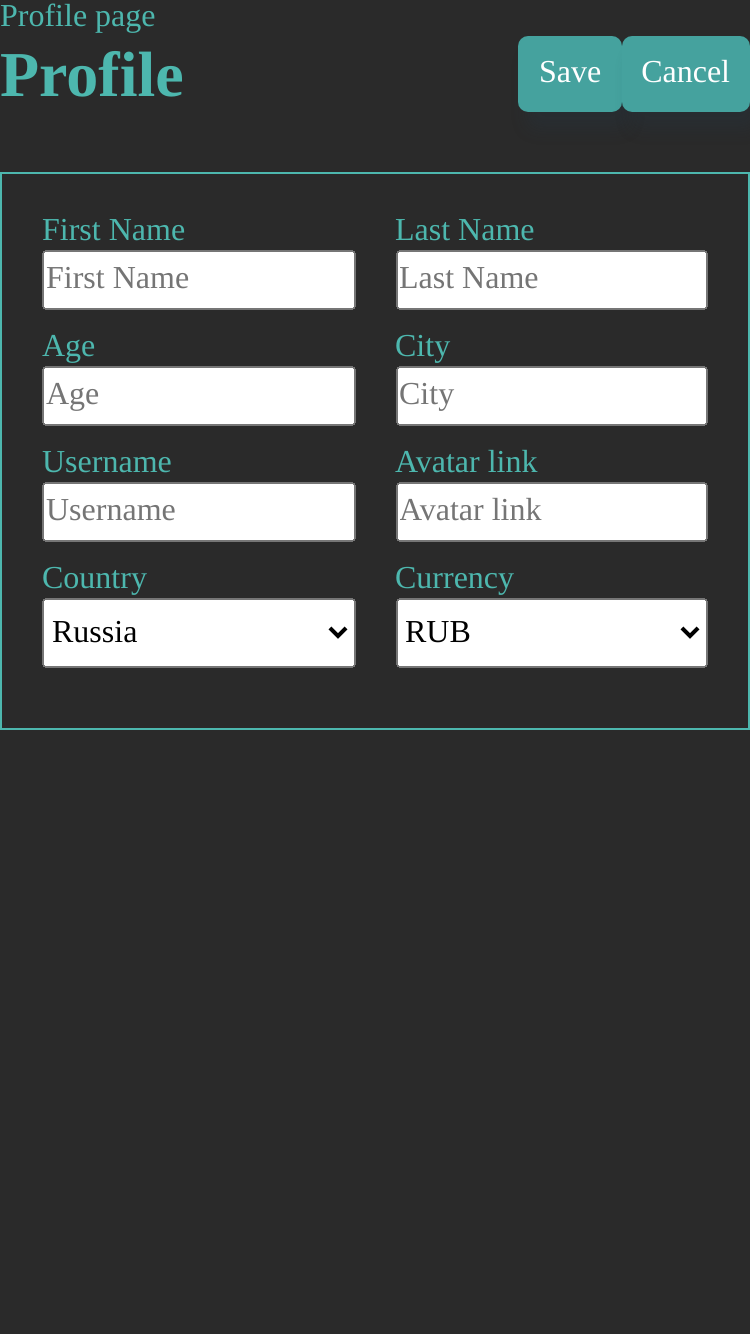 Profile page
Profile
Save Cancel
First Name Last Name
First Name Last Name
Age City
Age City
Username Avatar link
Username Avatar link
Country Currency
Russia RUB